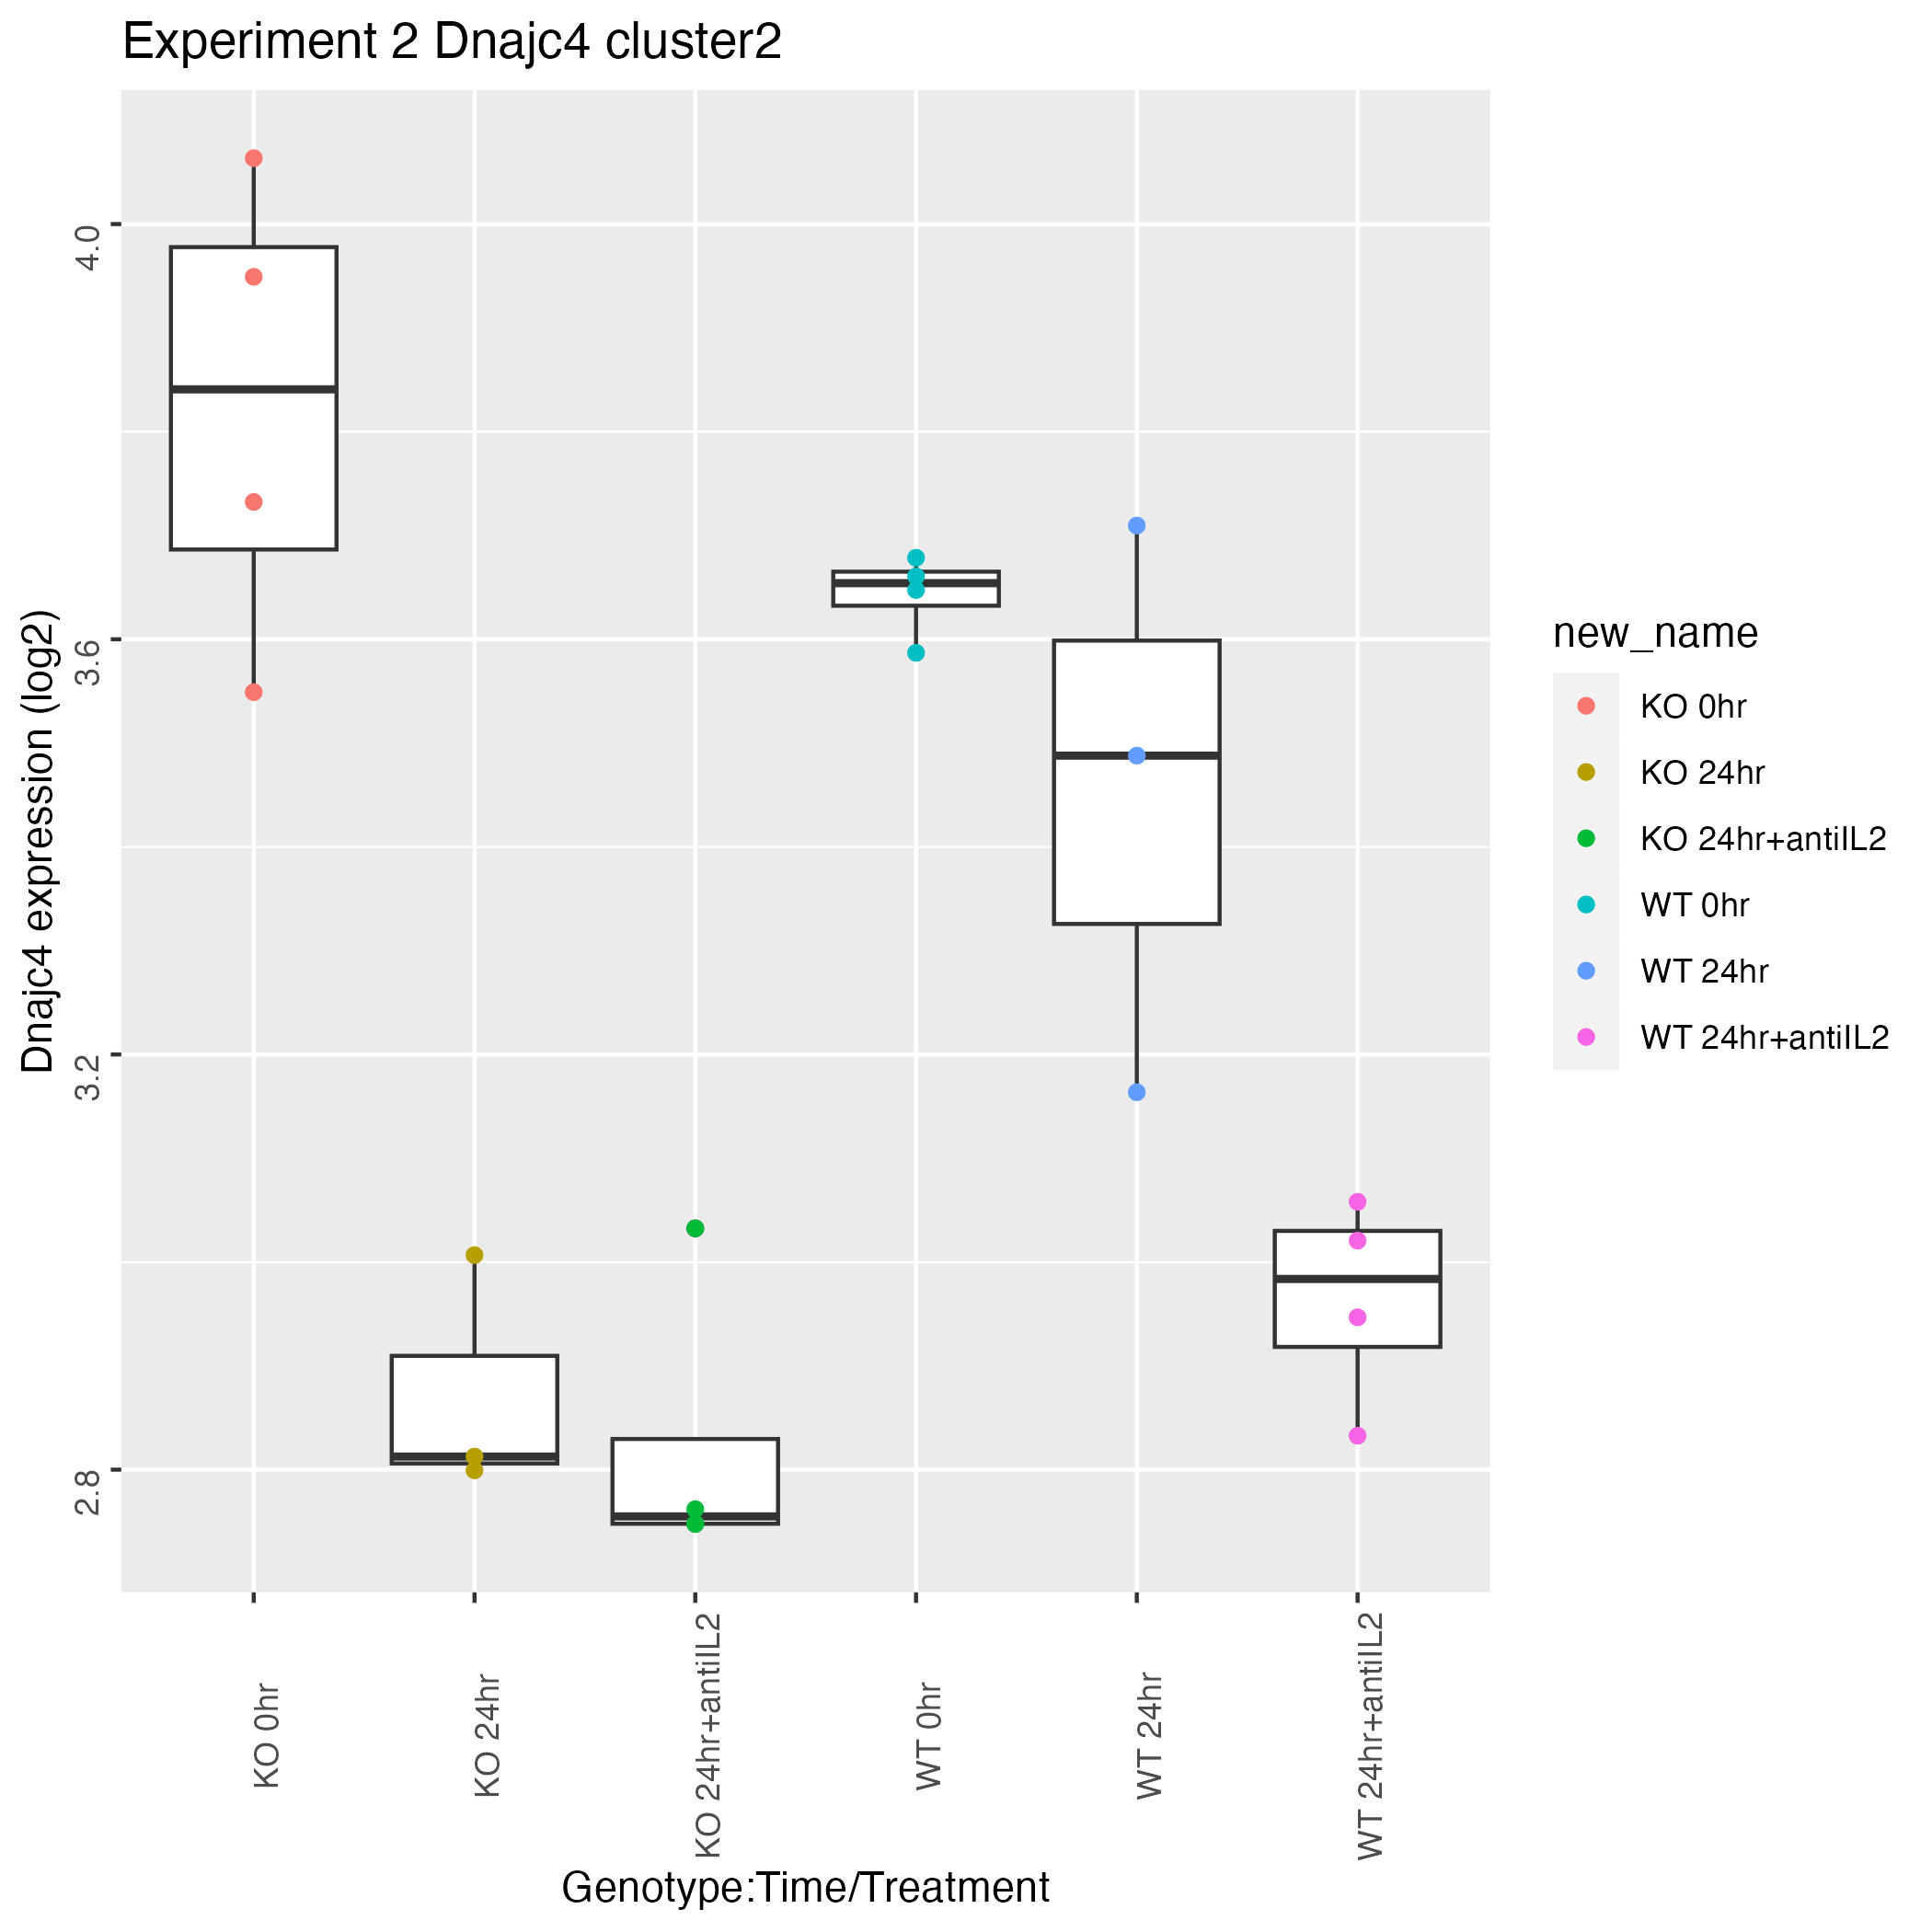 Experiment 2 Dnajc4 cluster2
Dnajc4 expression (log2)
4.0
3.6
3.2
2.8
KO 0hr
KO 24hr
KO 24hr+antiIL2
WT 0hr
WT 24hr
WT 24hr+antiIL2
Genotype:Time/Treatment
new_name
KO 0hr
KO 24hr
KO 24hr+antiIL2
WT 0hr
WT 24hr
WT 24hr+antiIL2